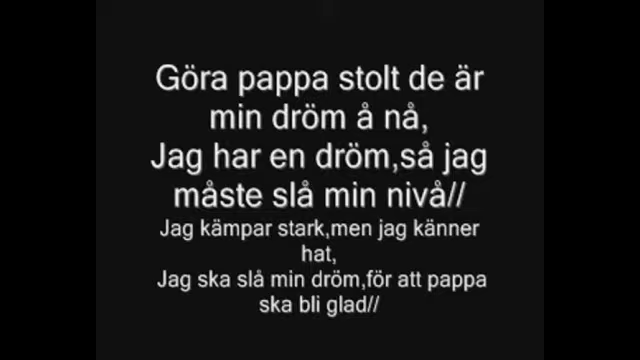 Göra pappa stolt de är
min dröm å nå,
Jag har en dröm,så jag
måste slå min nivå//
Jag kämpar stark,men jag känner
hat,
Jag ska slå min dröm,för att pappa
ska bli glad//